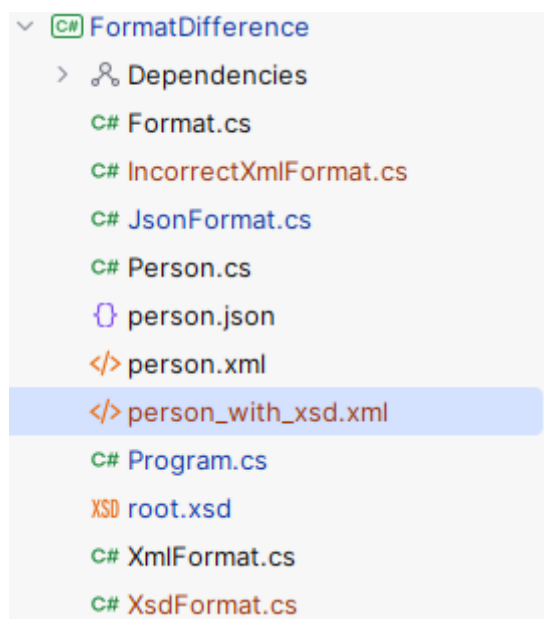 C# FormatDifference
Dependencies
C# Format.cs
C# IncorrectXmlFormat.cs
C# JsonFormat.cs
C# Person.cs
{} person.json
</> person.xml
</> person_with_xsd.xml
C# Program.cs
XSD root.xsd
C# XmlFormat.cs
C# XsdFormat.cs